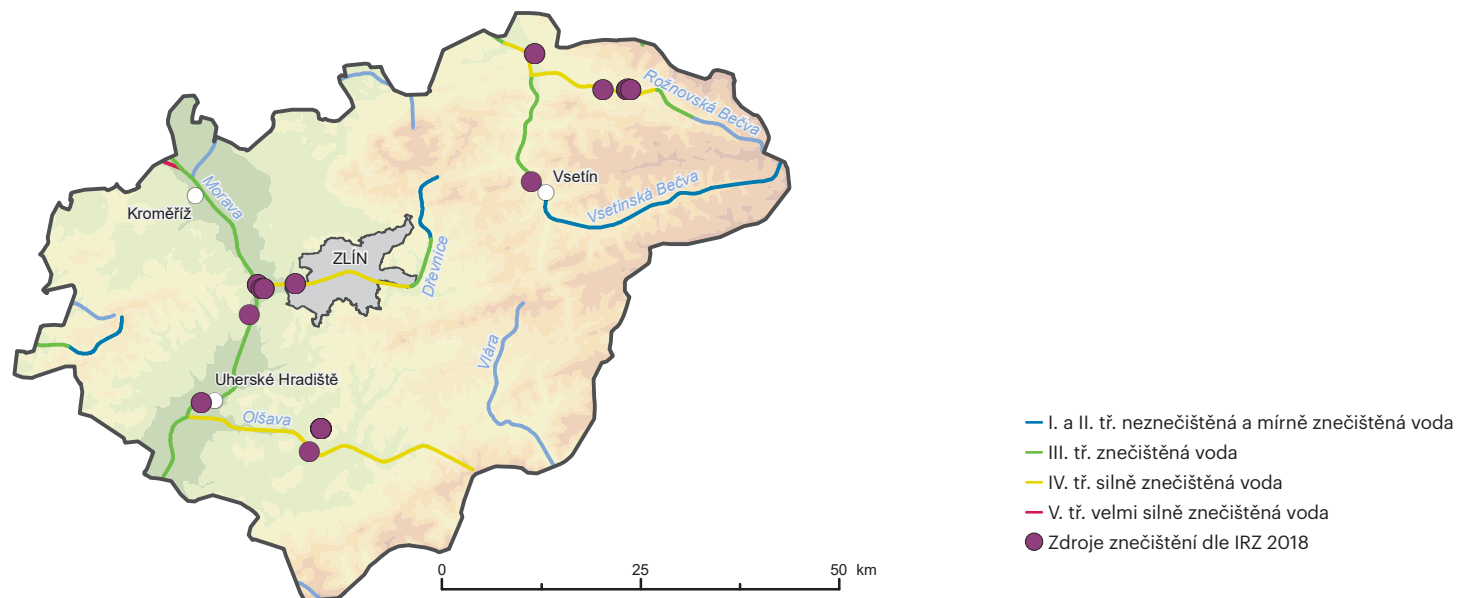 Rožnovská Bečva
Vsetín
Vsetínská Bečva
Morava
Kroměříž
ZLÍN
Dřevnice
Vlára
Uherské Hradiště
Olšava
I. a II. tř. neznečištěná a mírně znečištěná voda
III. tř. znečištěná voda
IV. tř. silně znečištěná voda
V. tř. velmi silně znečištěná voda
Zdroje znečištění dle IRZ 2018
0 25 50 km